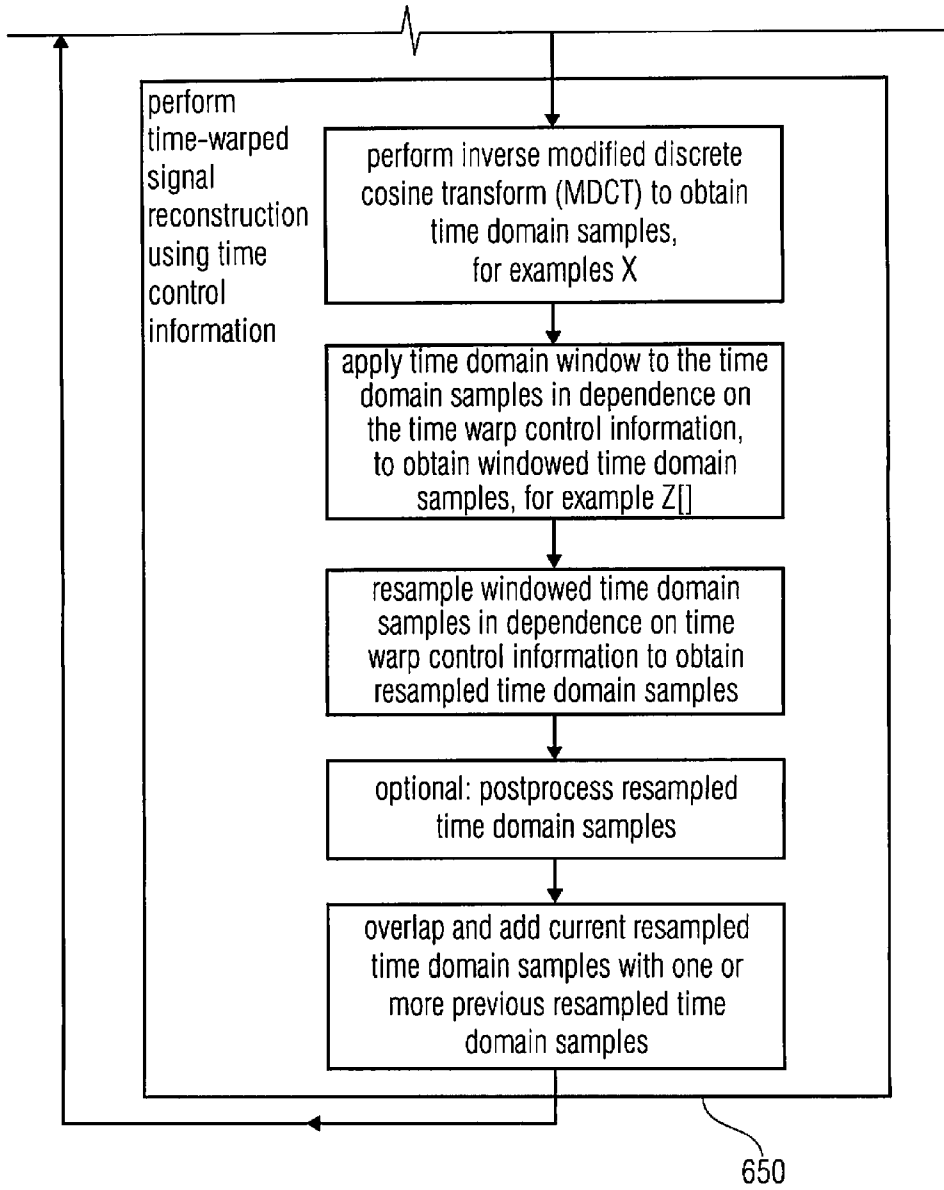 perform
time-warped
signal
reconstruction
using time
control
information
perform inverse modified discrete
cosine transform (MDCT) to obtain
time domain samples,
for examples X
apply time domain window to the time
domain samples in dependence on
the time warp control information,
to obtain windowed time domain
samples, for example Z[]
resample windowed time domain
samples in dependence on time
warp control information to obtain
resampled time domain samples
optional: postprocess resampled
time domain samples
overlap and add current resampled
time domain samples with one or
more previous resampled time
domain samples
650